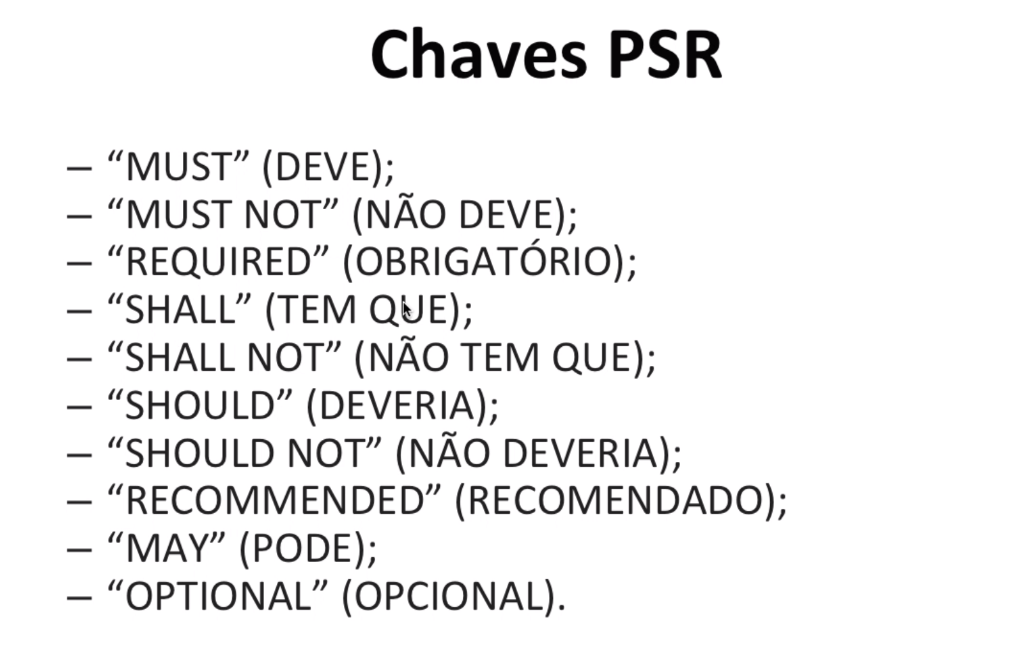 Chaves PSR
– “MUST” (DEVE);
– “MUST NOT” (NÃO DEVE);
– “REQUIRED” (OBRIGATÓRIO);
– “SHALL” (TEM QUE);
– “SHALL NOT” (NÃO TEM QUE);
– “SHOULD” (DEVERIA);
– “SHOULD NOT” (NÃO DEVERIA);
– “RECOMMENDED” (RECOMENDADO);
– “MAY” (PODE);
– “OPTIONAL” (OPCIONAL).